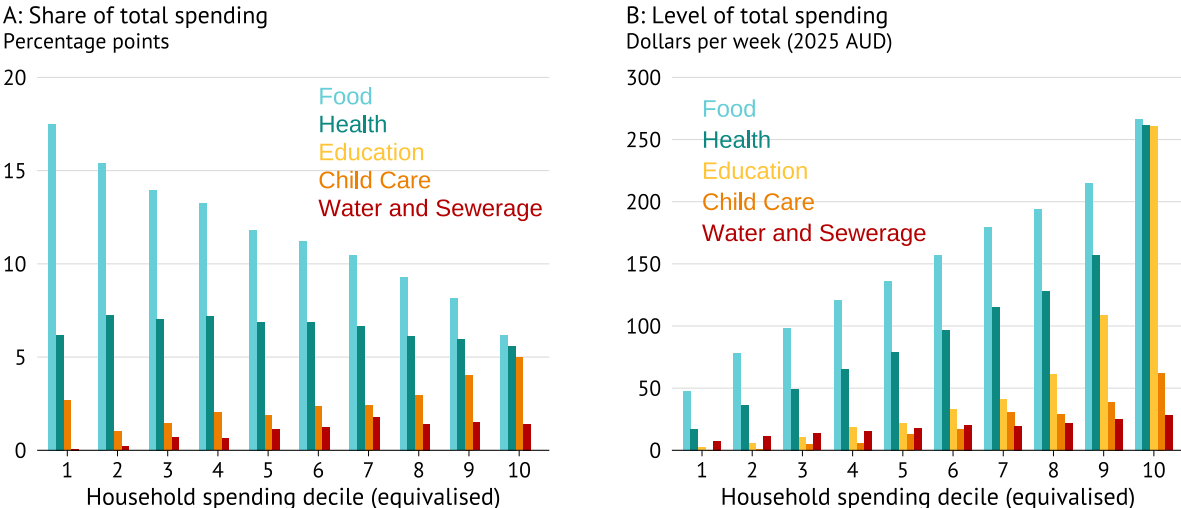 A: Share of total spending
Percentage points
20
15
10
5
0
Food
Health
Education
Child Care
Water and Sewerage
1 2 3 4 5 6 7 8 9 10
Household spending decile (equivalised)
B: Level of total spending
Dollars per week (2025 AUD)
300
250
200
150
100
50
0
Food
Health
Education
Child Care
Water and Sewerage
1 2 3 4 5 6 7 8 9 10
Household spending decile (equivalised)